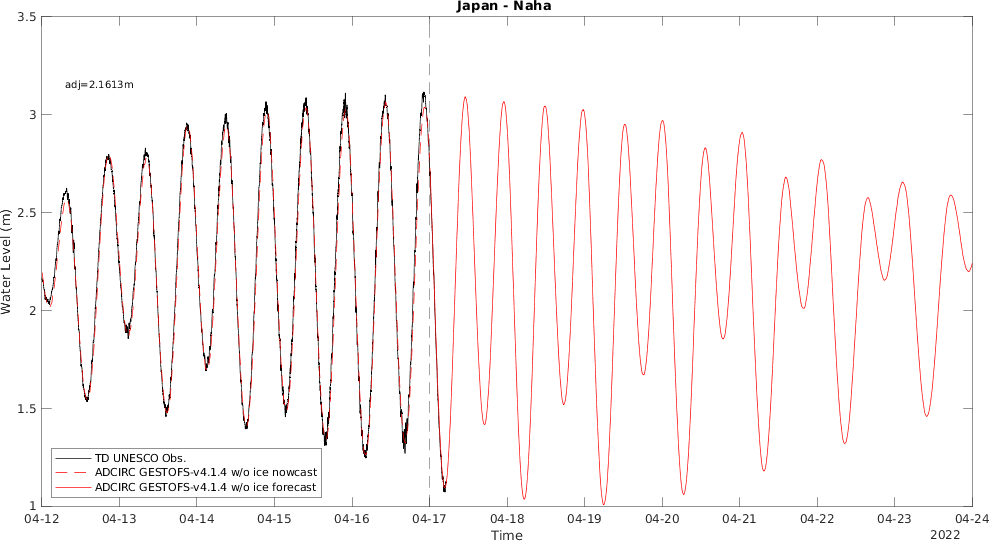 Japan - Naha
3.5
adj=2.1613m
3
2.5
2
1.5
1
Water Level (m)
TD UNESCO Obs.
ADCIRC GESTOFS-v4.1.4 w/o ice nowcast
ADCIRC GESTOFS-v4.1.4 w/o ice forecast
04-12 04-13 04-14 04-15 04-16 04-17 04-18 04-19 04-20 04-21 04-22 04-23 04-24
Time
2022